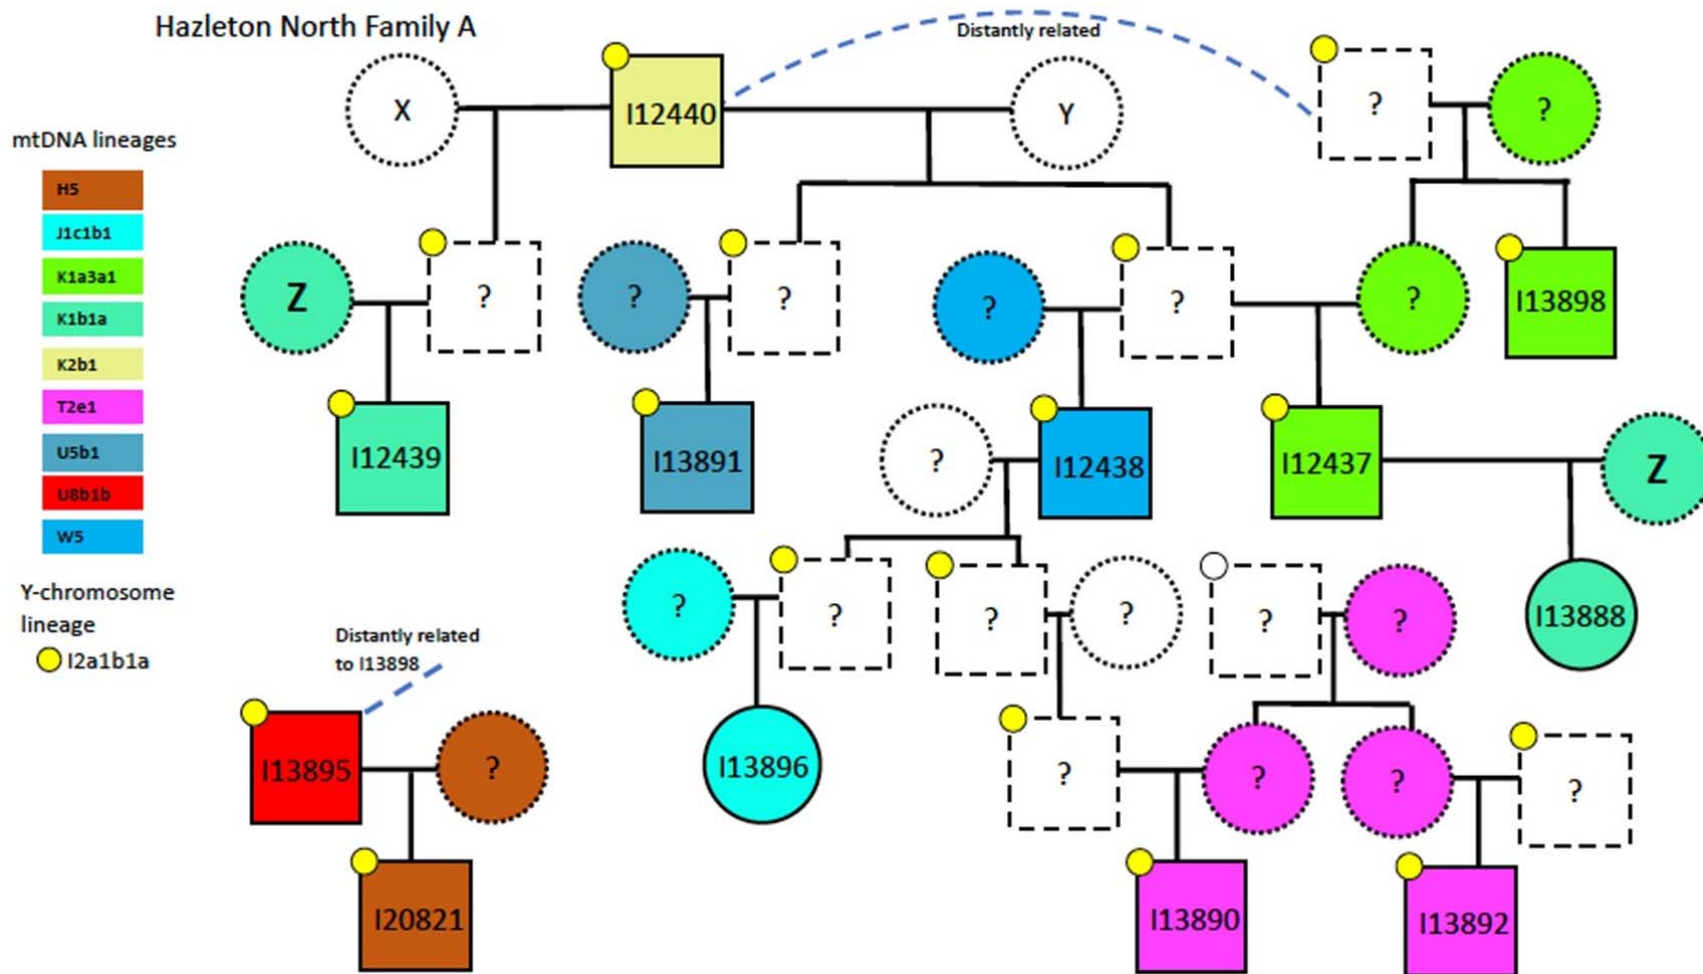 Hazleton North Family A
Distantly related
X
I12440
Y
?
?
mtDNA lineages
H5
J1c1b1
K1a3a1
K1b1a
K2b1
T2e1
U5b1
U8b1b
W5
Y-chromosome
lineage
I2a1b1a
Z
?
?
?
?
?
?
I13898
I12439
I13891
?
I12438
I12437
Z
?
?
?
?
?
?
I13888
Distantly related
to I13898
I13895
?
I13896
?
?
?
?
I20821
I13890
I13892